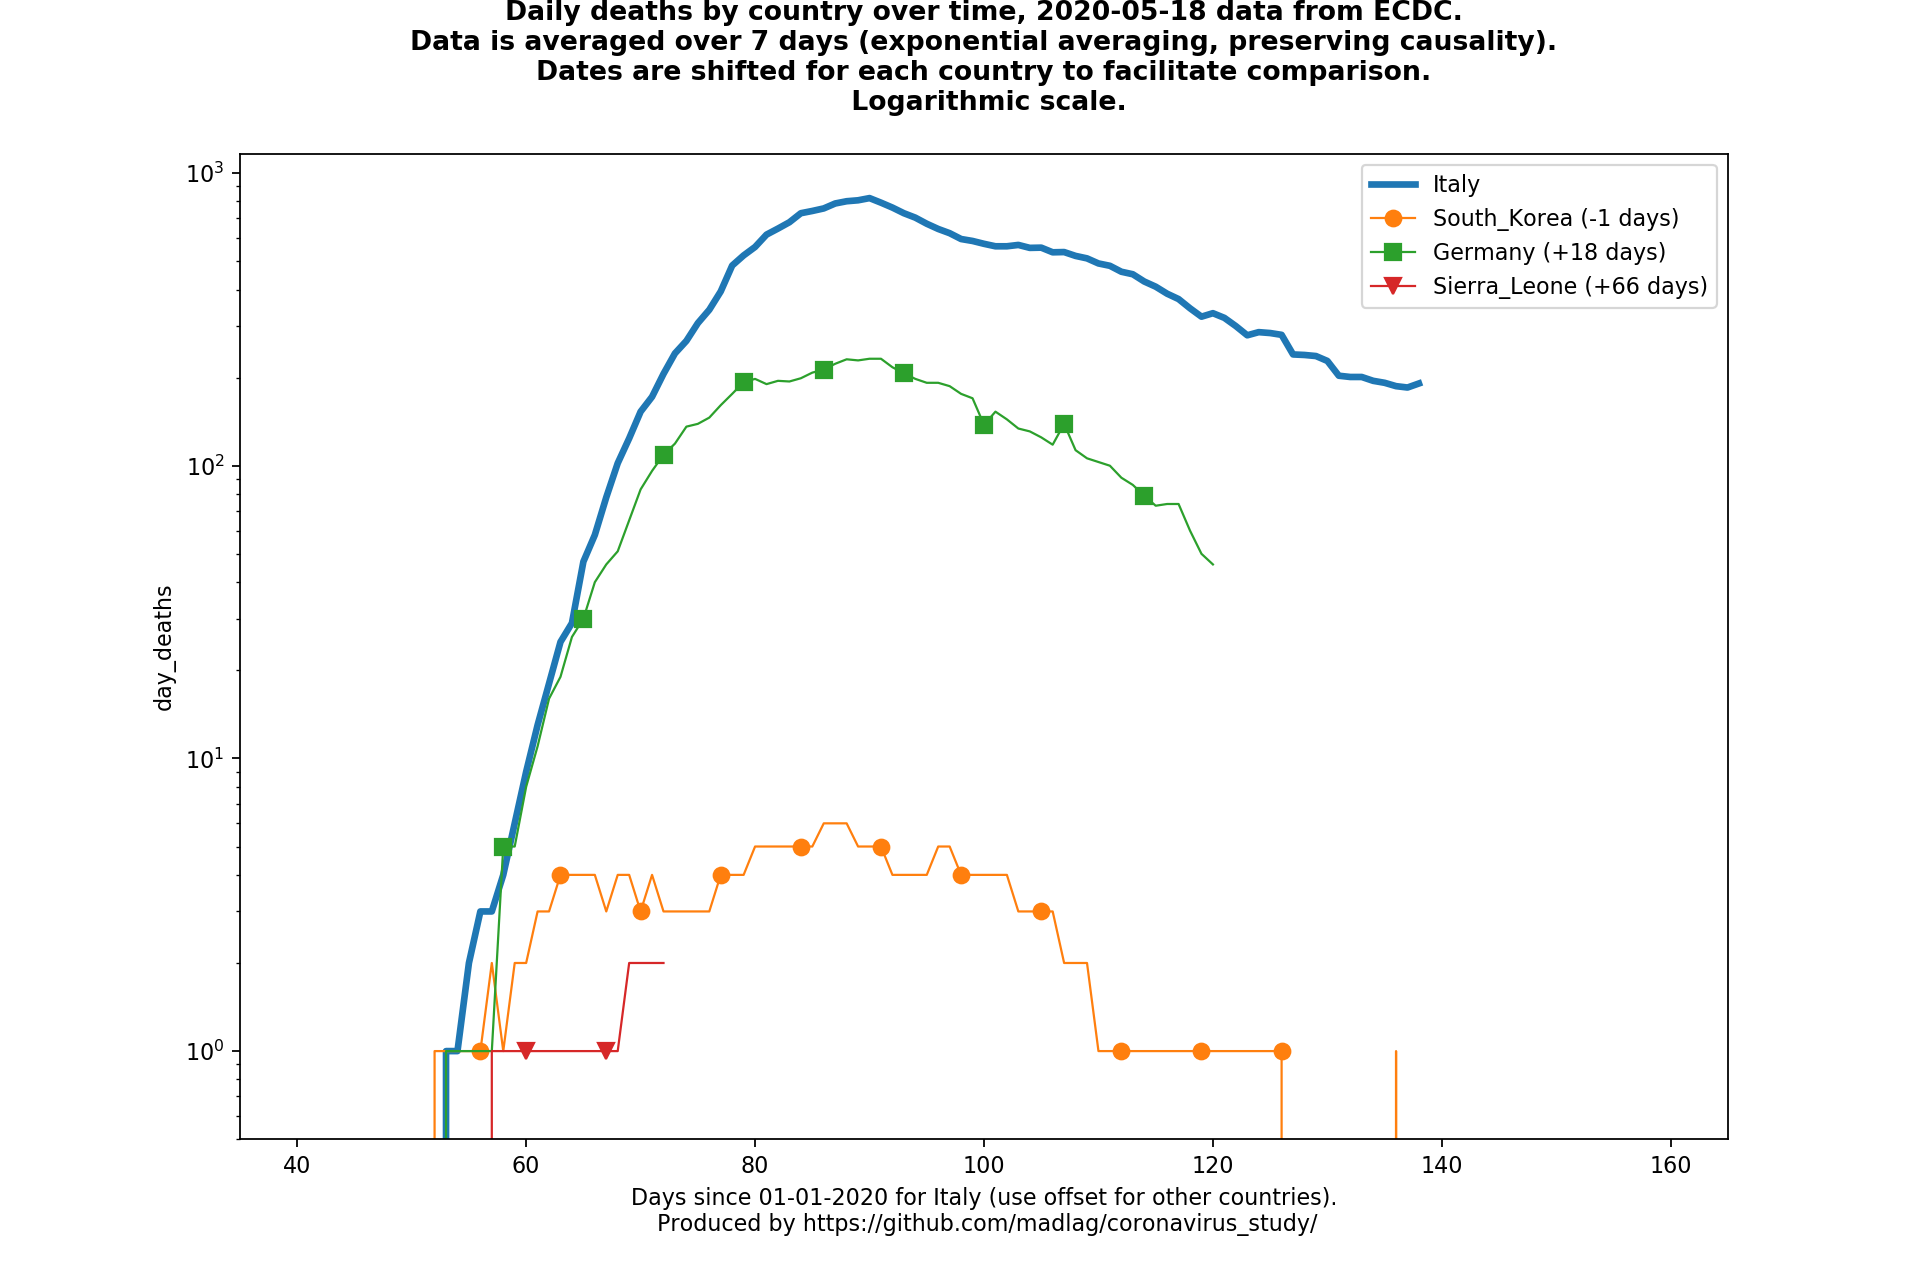 Daily deaths by country over time, 2020-05-18 data from ECDC.
Data is averaged over 7 days (exponential averaging, preserving causality).
Dates are shifted for each country to facilitate comparison.
Logarithmic scale.
10³
10²
10¹
10⁰
day_deaths
Italy
South_Korea (-1 days)
Germany (+18 days)
Sierra_Leone (+66 days)
40 60 80 100 120 140 160
Days since 01-01-2020 for Italy (use offset for other countries).
Produced by https://github.com/madlag/coronavirus_study/